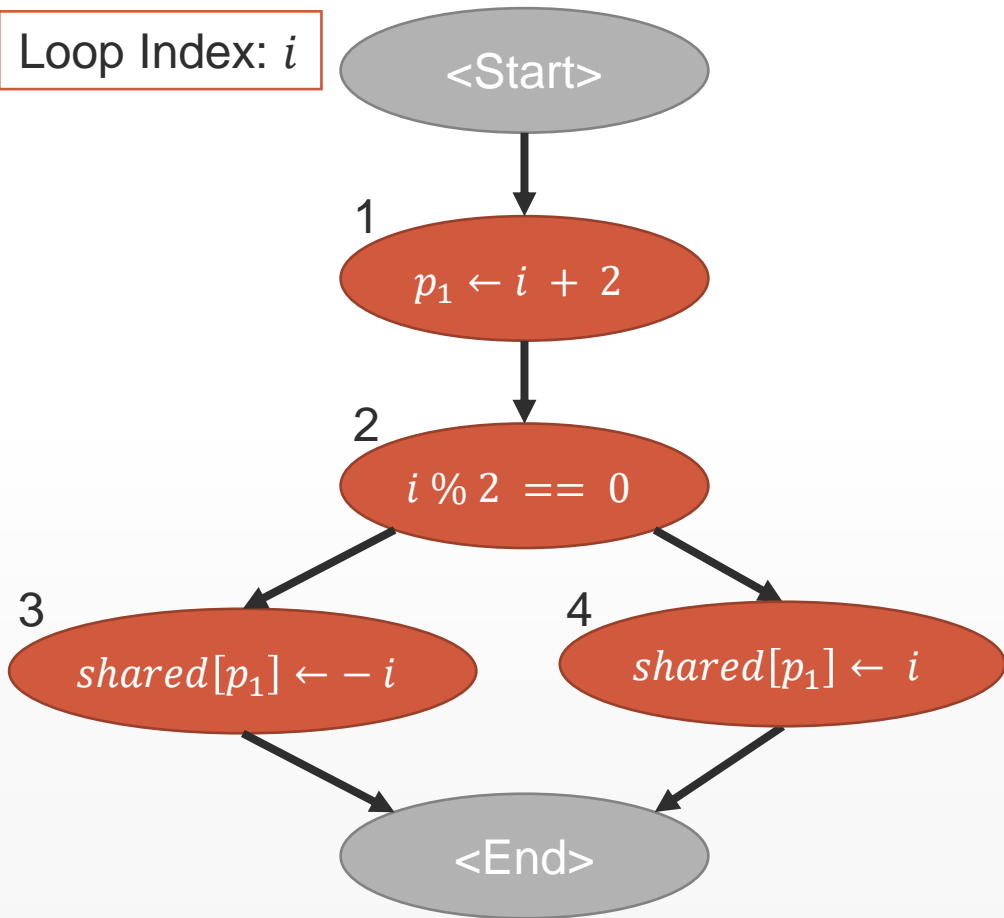 Loop Index: i
<Start>
1
p₁ ← i + 2
2
i % 2 == 0
3
shared[p₁] ← − i
4
shared[p₁] ← i
<End>